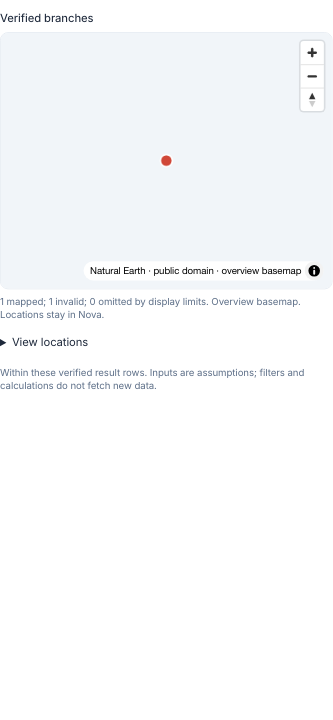 Verified branches
Natural Earth · public domain · overview basemap
1 mapped; 1 invalid; 0 omitted by display limits. Overview basemap.
Locations stay in Nova.
View locations
Within these verified result rows. Inputs are assumptions; filters and
calculations do not fetch new data.